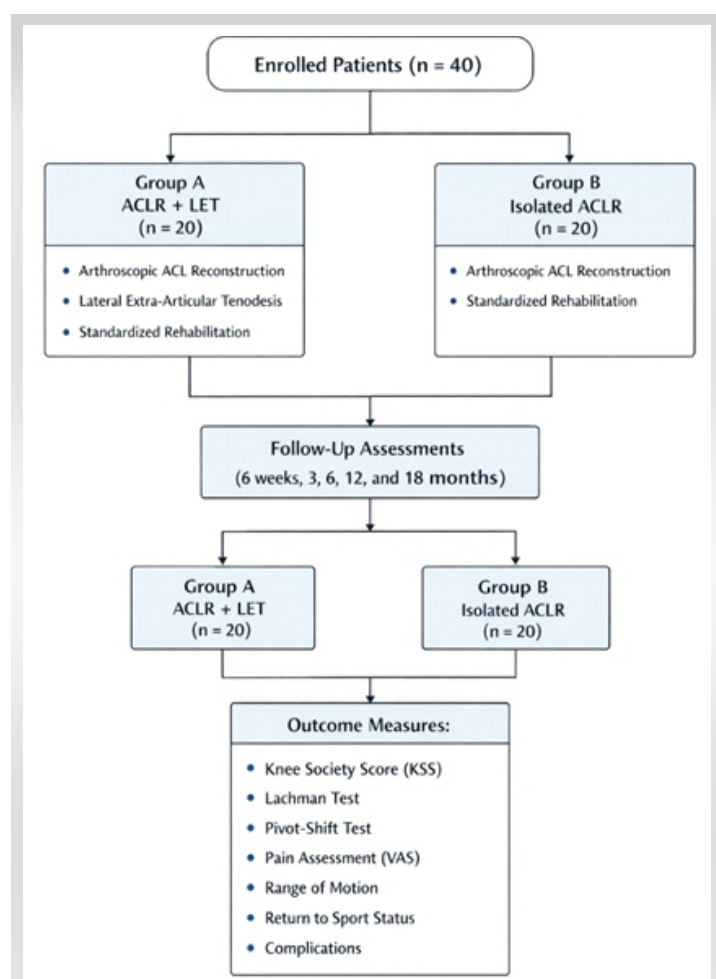 Enrolled Patients (n = 40)
Group A
ACLR + LET
(n = 20)
• Arthroscopic ACL Reconstruction
• Lateral Extra-Articular Tenodesis
• Standardized Rehabilitation
Group B
Isolated ACLR
(n = 20)
• Arthroscopic ACL Reconstruction
• Standardized Rehabilitation
Follow-Up Assessments
(6 weeks, 3, 6, 12, and 18 months)
Group A
ACLR + LET
(n = 20)
Group B
Isolated ACLR
(n = 20)
Outcome Measures:
• Knee Society Score (KSS)
• Lachman Test
• Pivot-Shift Test
• Pain Assessment (VAS)
• Range of Motion
• Return to Sport Status
• Complications